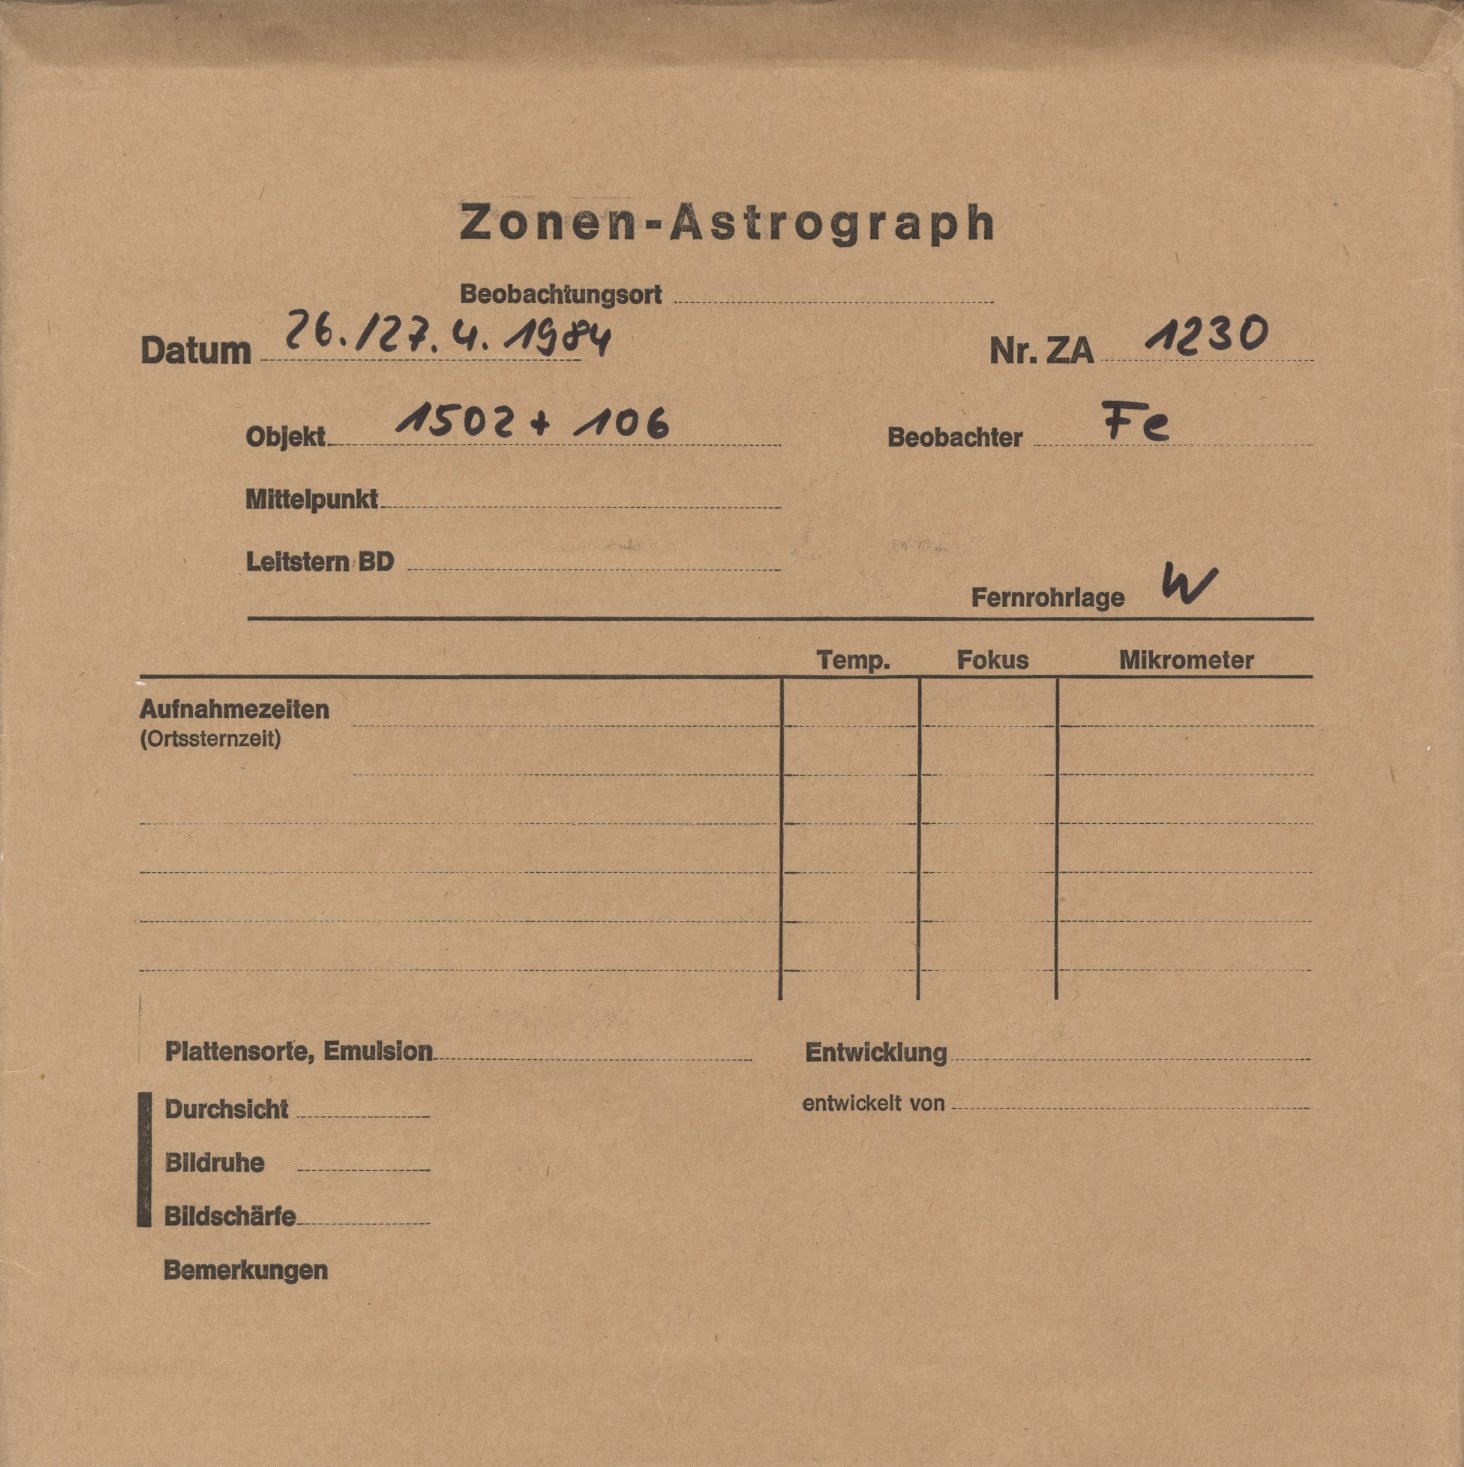 Zonen-Astrograph
Beobachtungsort
Datum 26./27.4.1984 Nr. ZA 1230
Objekt 1502+106 Beobachter Fe
Mittelpunkt
Leitstern BD
Fernrohrlage W
Temp. Fokus Mikrometer
Aufnahmezeiten
(Ortssternzeit)
Plattensorte, Emulsion Entwicklung
Durchsicht entwickelt von
Bildruhe
Bildschärfe
Bemerkungen